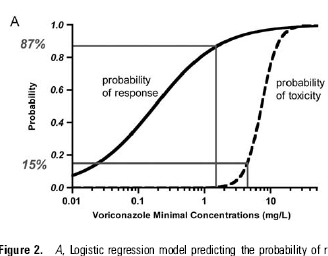 A
87%
15%
1.0
0.8
0.6
0.4
0.2
0.0
Probability
probability
of response
probability
of toxicity
0.01
0.1
1
10
Voriconazole Minimal Concentrations (mg/L)
Figure 2. A, Logistic regression model predicting the probability of r